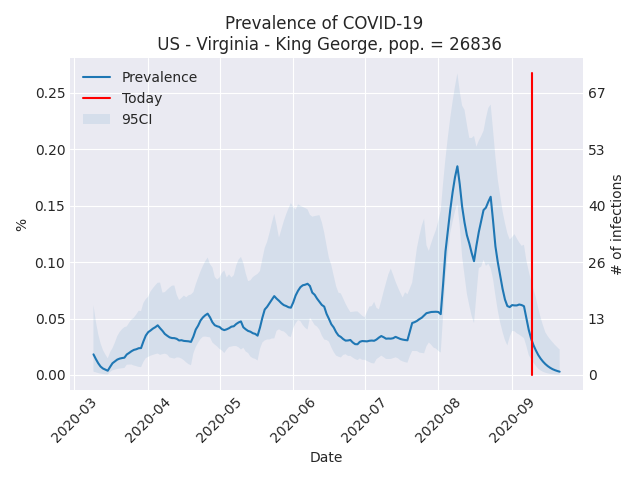 Prevalence of COVID-19
US - Virginia - King George, pop. = 26836
Prevalence
Today
95CI
%
0.25
0.20
0.15
0.10
0.05
0.00
# of infections
67
53
40
26
13
0
2020-03
2020-04
2020-05
2020-06
2020-07
2020-08
2020-09
Date